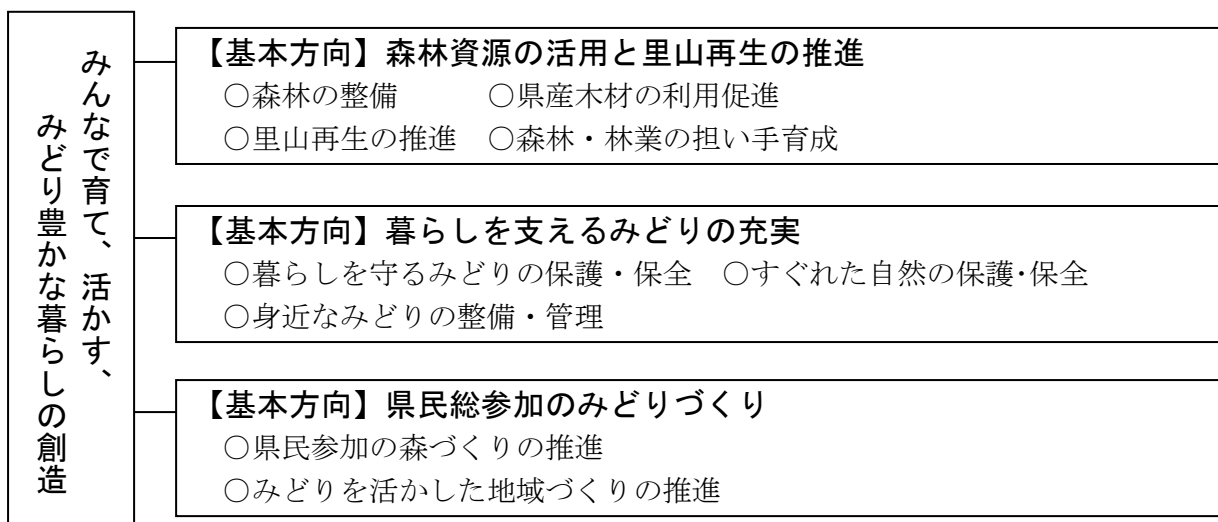 みんなで育て、活かす、
みどり豊かな暮らしの創造
【基本方向】森林資源の活用と里山再生の推進
○森林の整備　○県産木材の利用促進
○里山再生の推進　○森林・林業の担い手育成
【基本方向】暮らしを支えるみどりの充実
○暮らしを守るみどりの保護・保全　○すぐれた自然の保護・保全
○身近なみどりの整備・管理
【基本方向】県民総参加のみどりづくり
○県民参加の森づくりの推進
○みどりを活かした地域づくりの推進